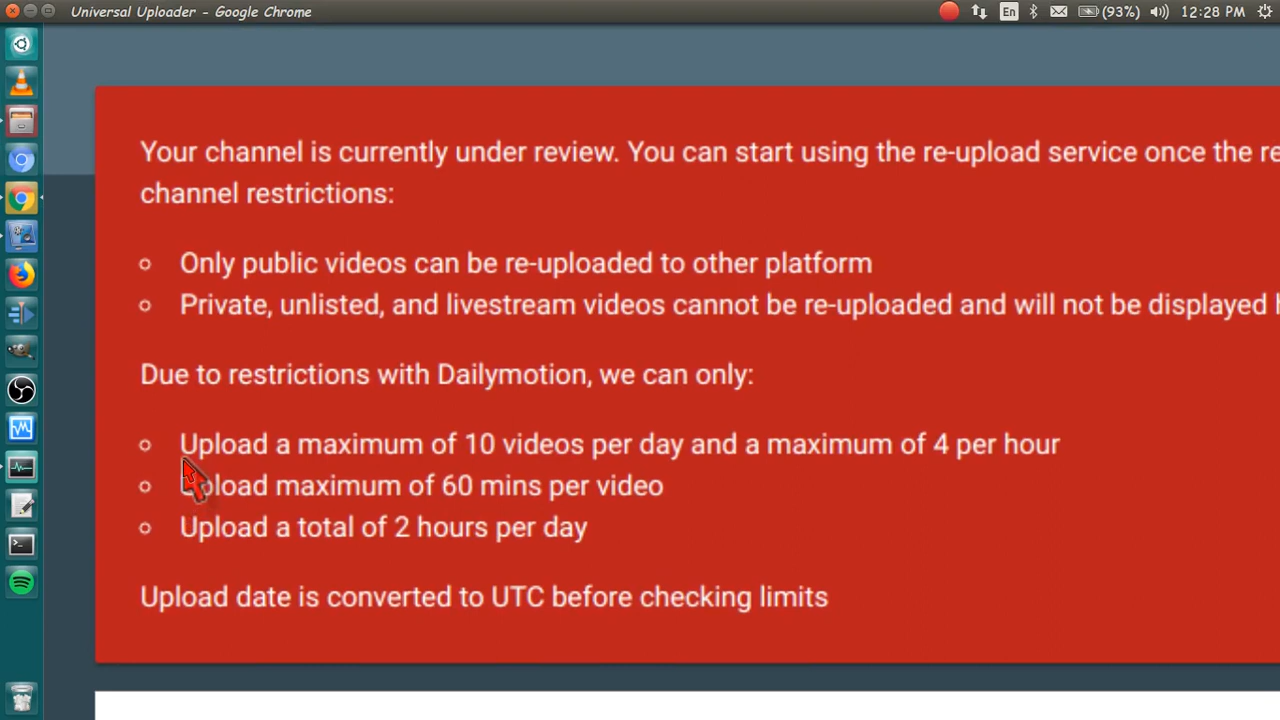 Universal Uploader - Google Chrome
En
(93%)
12:28 PM
Your channel is currently under review. You can start using the re-upload service once the re
channel restrictions:
Only public videos can be re-uploaded to other platform
Private, unlisted, and livestream videos cannot be re-uploaded and will not be displayed
Due to restrictions with Dailymotion, we can only:
Upload a maximum of 10 videos per day and a maximum of 4 per hour
Upload maximum of 60 mins per video
Upload a total of 2 hours per day
Upload date is converted to UTC before checking limits